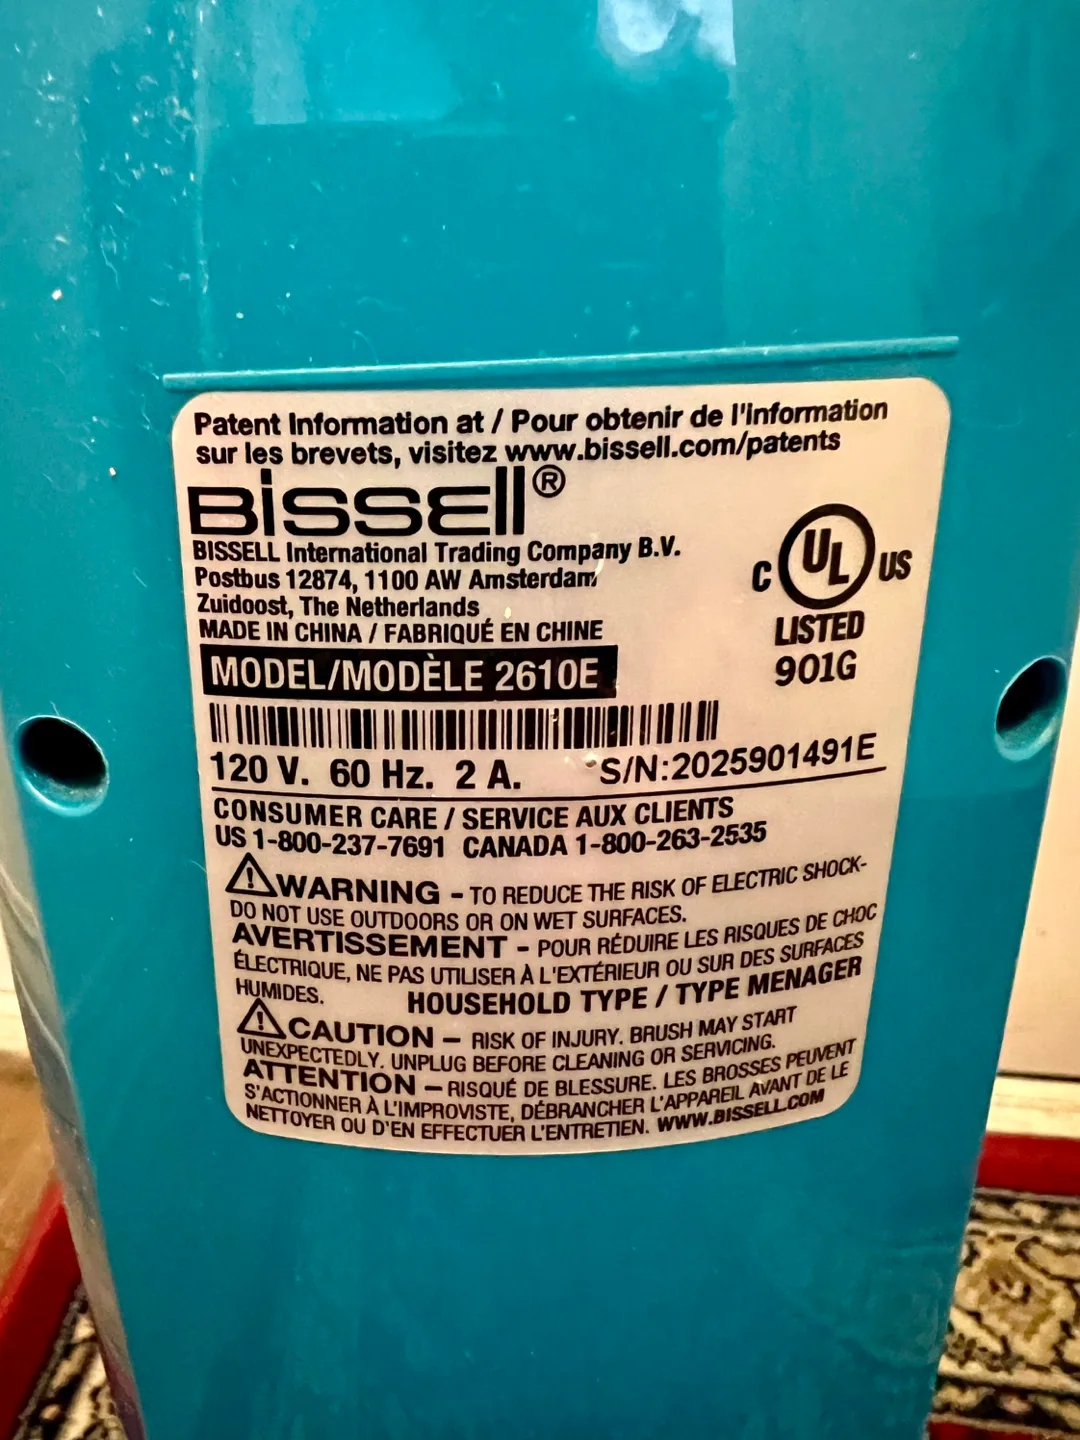 Patent Information at / Pour obtenir de l'information
sur les brevets, visitez www.bissell.com/patents
BISSELL®
BISSELL International Trading Company B.V.
Postbus 12874, 1100 AW Amsterdam
Zuidoost, The Netherlands
MADE IN CHINA / FABRIQUÉ EN CHINE
C UL US
LISTED
901G
MODEL/MODÈLE 2610E
120 V. 60 Hz. 2 A. S/N:2025901491E
CONSUMER CARE / SERVICE AUX CLIENTS
US 1-800-237-7691 CANADA 1-800-263-2535
WARNING - TO REDUCE THE RISK OF ELECTRIC SHOCK-
DO NOT USE OUTDOORS OR ON WET SURFACES.
AVERTISSEMENT - POUR RÉDUIRE LES RISQUES DE CHOC
ÉLECTRIQUE, NE PAS UTILISER À L'EXTÉRIEUR OU SUR DES SURFACES
HUMIDES. HOUSEHOLD TYPE / TYPE MENAGER
CAUTION – RISK OF INJURY. BRUSH MAY START
UNEXPECTEDLY. UNPLUG BEFORE CLEANING OR SERVICING.
ATTENTION – RISQUÉ DE BLESSURE. LES BROSSES PEUVENT
S'ACTIONNER À L'IMPROVISTE, DÉBRANCHER L'APPAREIL AVANT DE LE
NETTOYER OU D'EN EFFECTUER L'ENTRETIEN. WWW.BISSELL.COM